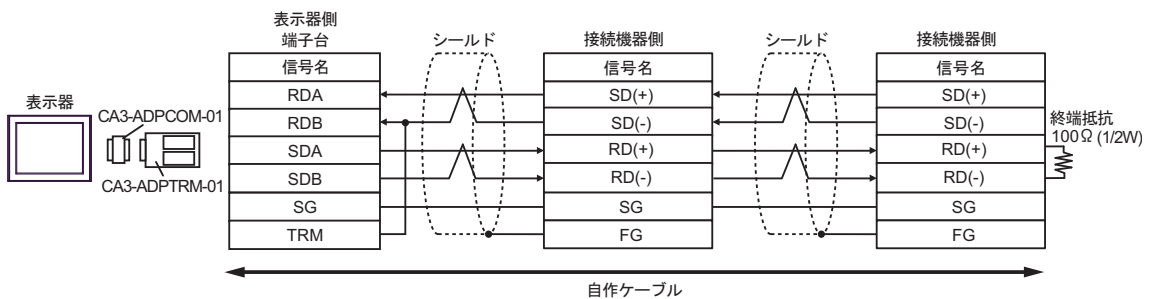 表示器
CA3-ADPCOM-01
CA3-ADPTRM-01
表示器側
端子台
信号名
RDA
RDB
SDA
SDB
SG
TRM
シールド
接続機器側
信号名
SD(+)
SD(-)
RD(+)
RD(-)
SG
FG
シールド
接続機器側
信号名
SD(+)
SD(-)
RD(+)
RD(-)
SG
FG
終端抵抗
100Ω (1/2W)
自作ケーブル